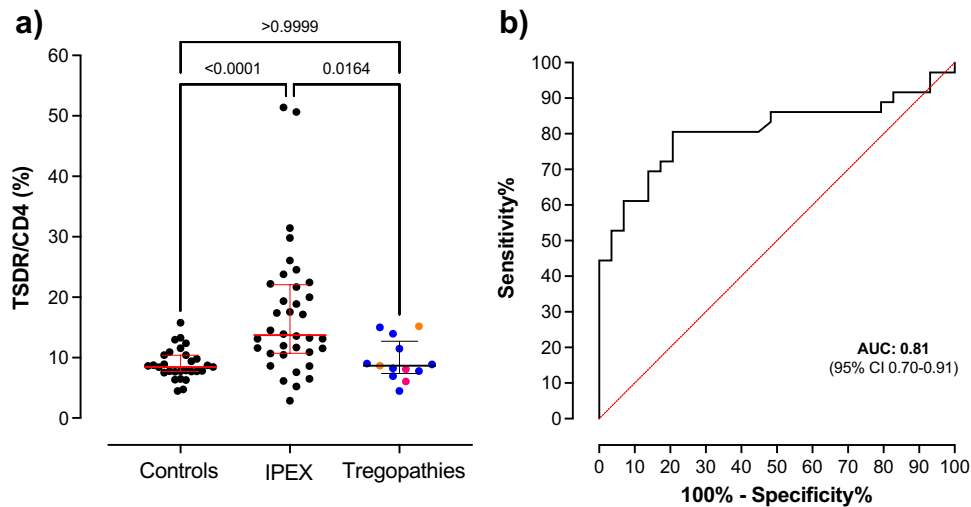 a)
>0.9999
<0.0001
0.0164
TSDR/CD4 (%)
60
50
40
30
20
10
0
Controls
IPEX
Tregopathies
b)
Sensitivity%
100
90
80
70
60
50
40
30
20
10
0
AUC: 0.81
(95% CI 0.70-0.91)
0 10 20 30 40 50 60 70 80 90 100
100% - Specificity%